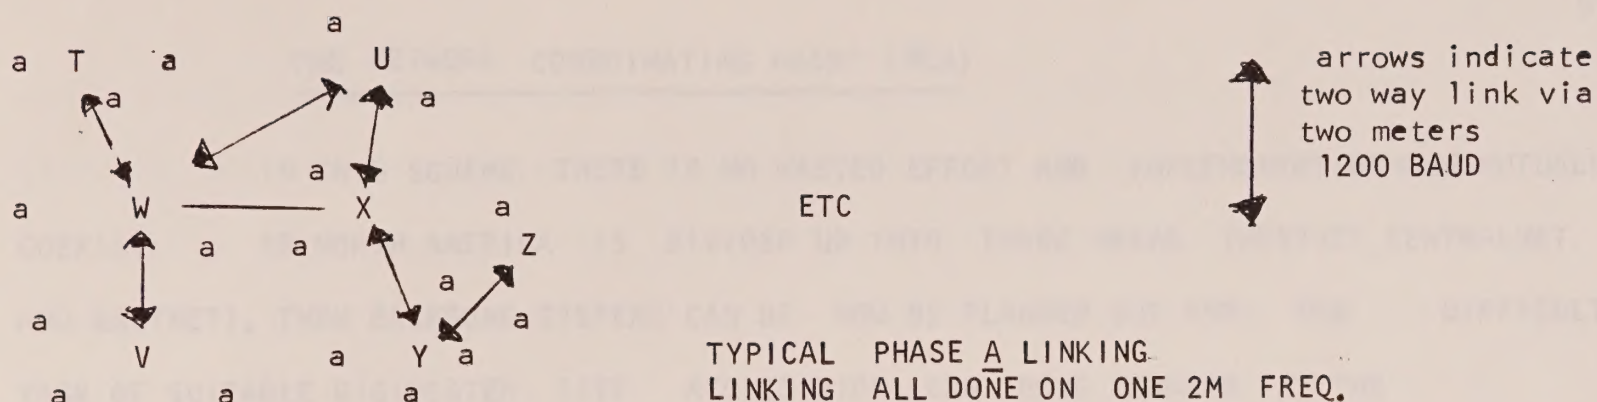 a
a T a U
a a
a
a W X a
a a Z
a
a a
V a Y a
a a a
ETC
arrows indicate
two way link via
two meters
1200 BAUD
TYPICAL PHASE A LINKING
LINKING ALL DONE ON ONE 2M FREQ.